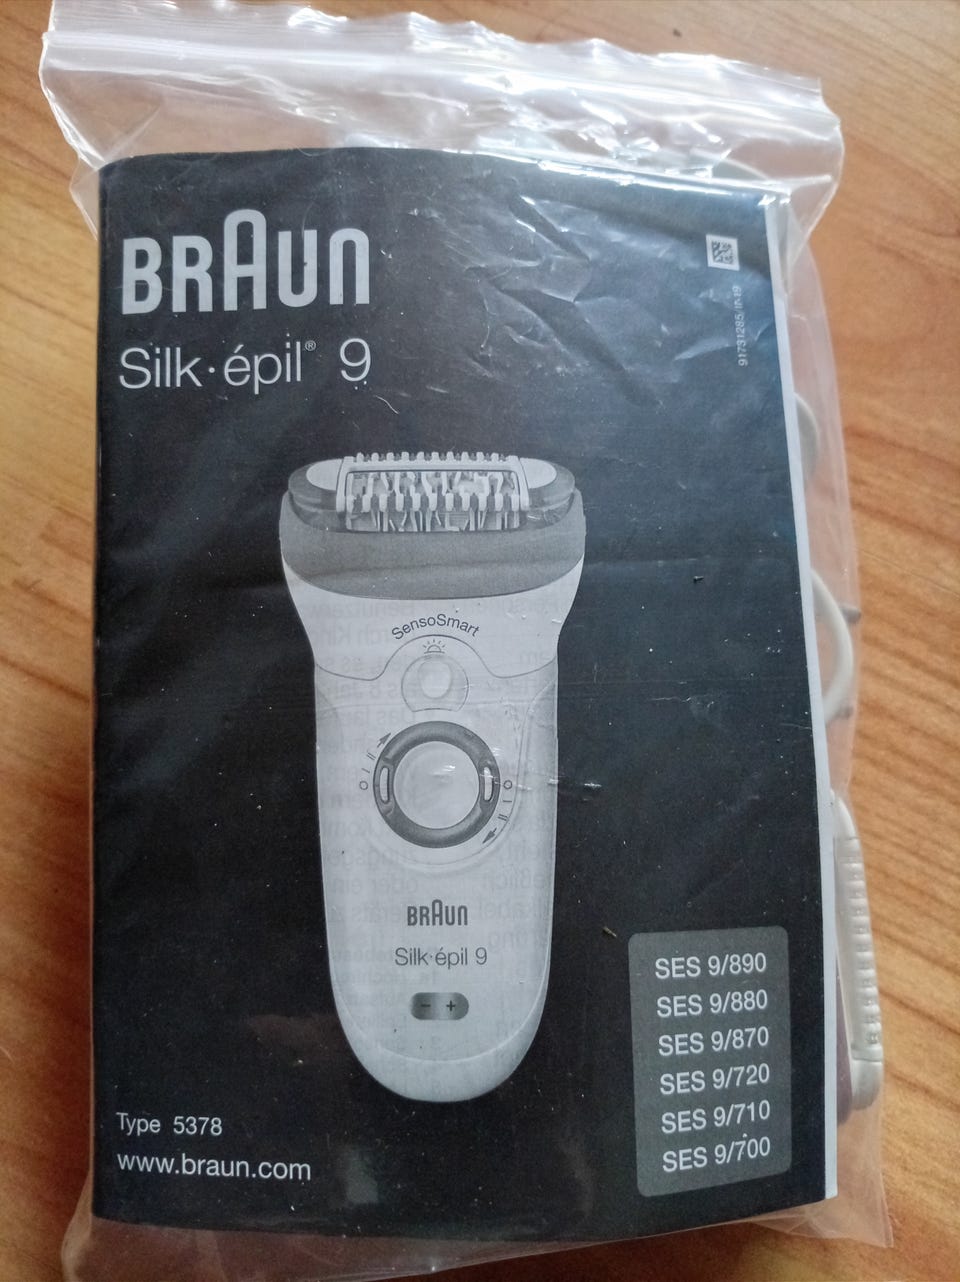 BRAUN
Silk·épil® 9
91731285/II-19
SensoSmart
BRAUN
Silk·épil 9
- +
SES 9/890
SES 9/880
SES 9/870
SES 9/720
SES 9/710
SES 9/700
Type 5378
www.braun.com